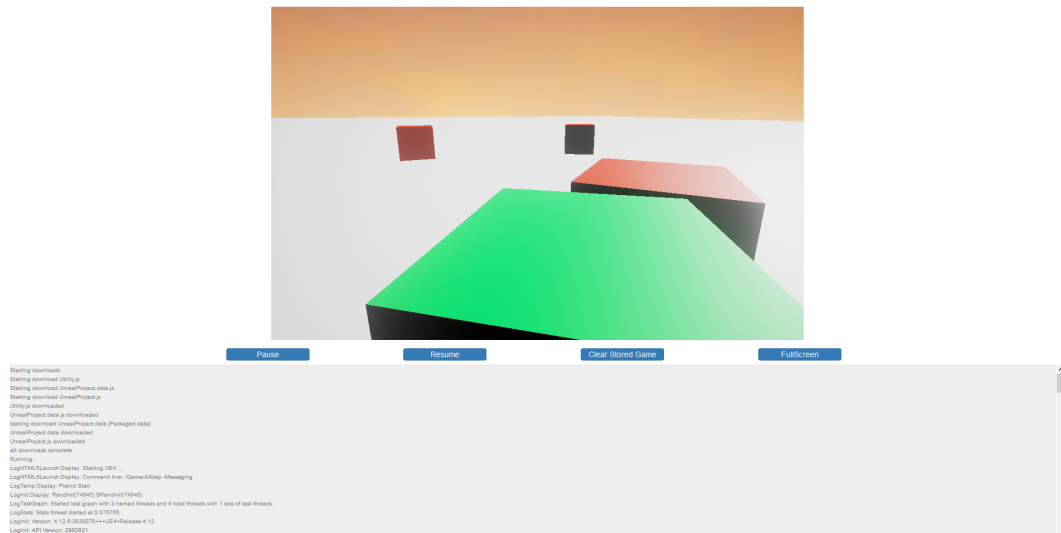 Pause
Resume
Clear Stored Game
FullScreen
Starting downloads
Starting download Utility.js
Starting download UnrealProject.data.js
Starting download UnrealProject.js
Utility.js downloaded
UnrealProject.data.js downloaded
starting download UnrealProject.data [Packaged data]
UnrealProject.data downloaded
UnrealProject.js downloaded
all downloads complete
Running...
LogHTML5Launch:Display: Starting UE4 ...
LogHTML5Launch:Display: Command line: /Game/AIMap -Messaging
LogTemp:Display: PreInit Start
LogInit:Display: RandInit(74945) SRandInit(74945).
LogTaskGraph: Started task graph with 3 named threads and 4 total threads with 1 sets of task threads.
LogStats: Stats thread started at 0.075755
LogInit: Version: 4.12.5-3039270+++UE4+Release-4.12
LogInit: API Version: 2992821